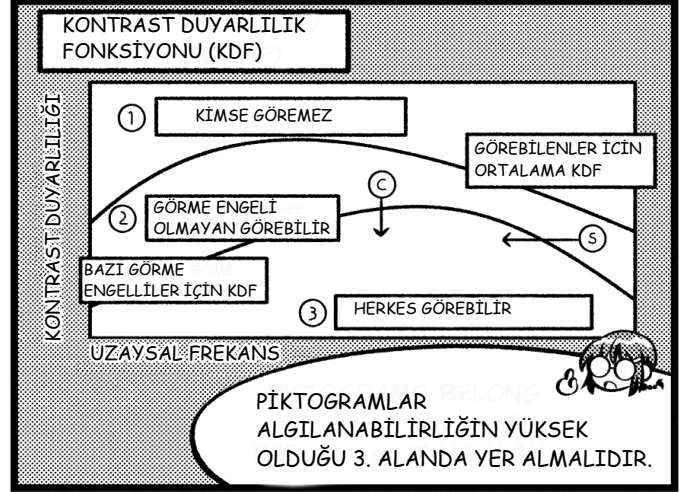 KONTRAST DUYARLILIK
FONKSİYONU (KDF)
KONTRAST DUYARLILIĞI
1 KİMSE GÖREMEZ
GÖREBİLENLER İCİN
ORTALAMA KDF
C
2 GÖRME ENGELİ
OLMAYAN GÖREBİLİR
S
BAZI GÖRME
ENGELLİLER İÇİN KDF
3 HERKES GÖREBİLİR
UZAYSAL FREKANS
PİKTOGRAMLAR
ALGILANABİLİRLİĞİN YÜKSEK
OLDUĞU 3. ALANDA YER ALMALIDIR.